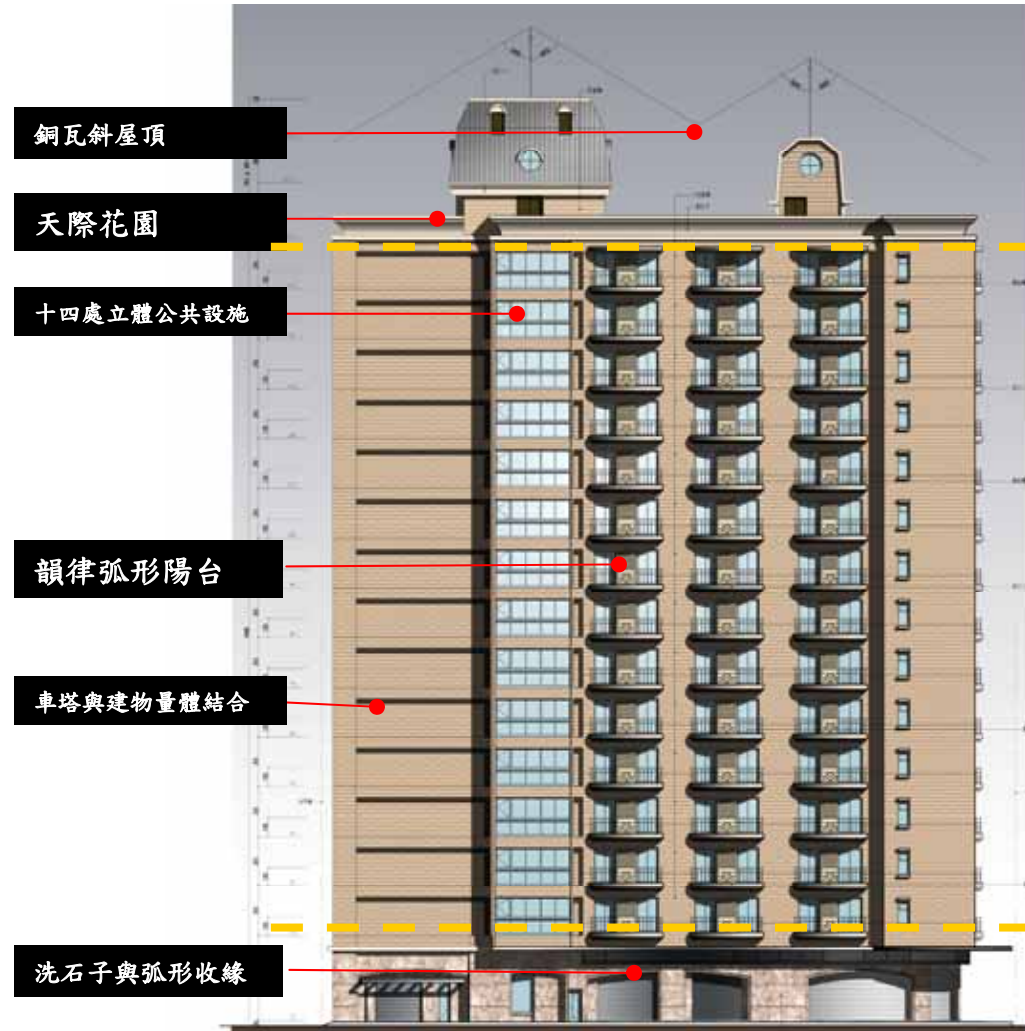 銅瓦斜屋頂
天際花園
十四處立體公共設施
韻律弧形陽台
車塔與建物量體結合
洗石子與弧形收緣